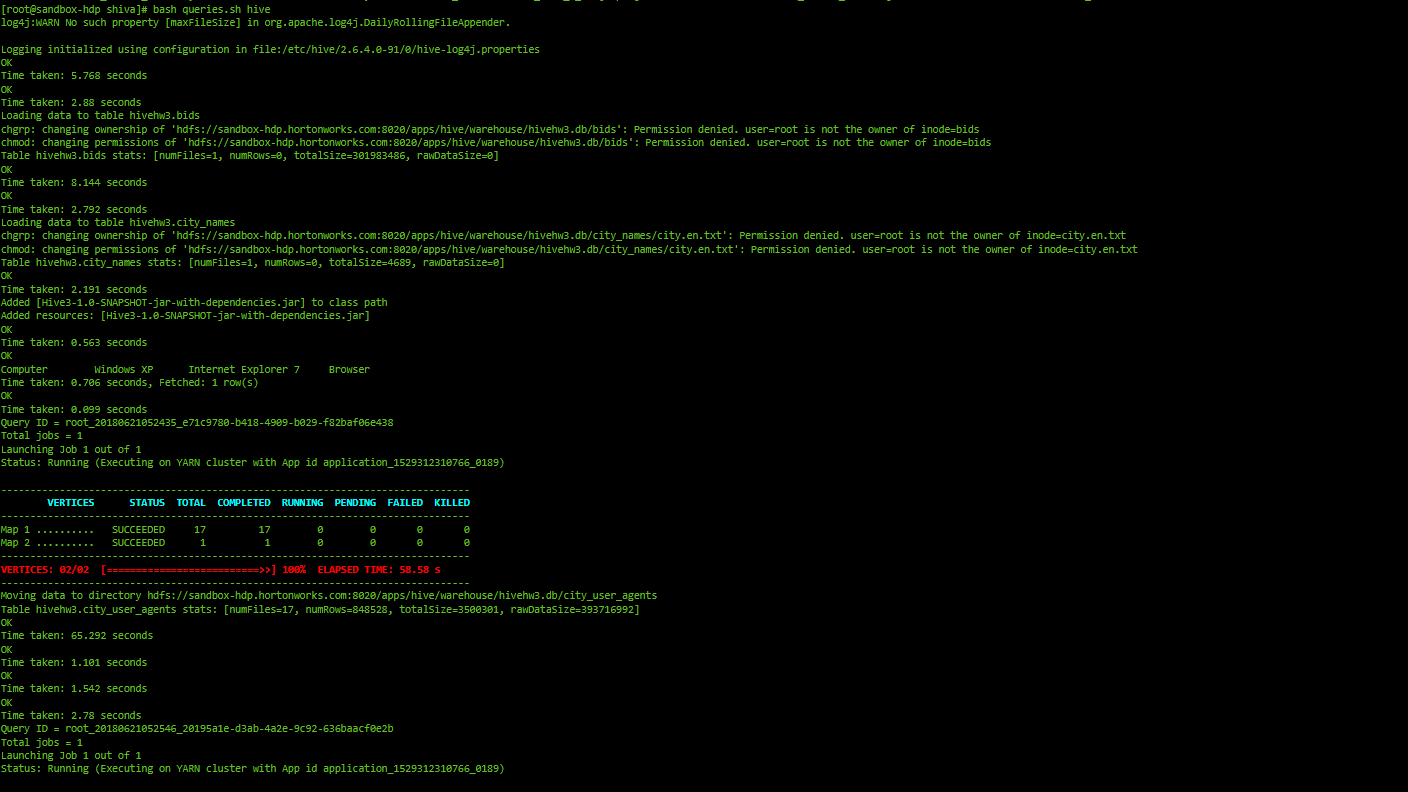 [root@sandbox-hdp shiva]# bash queries.sh hive
log4j:WARN No such property [maxFileSize] in org.apache.log4j.DailyRollingFileAppender.
Logging initialized using configuration in file:/etc/hive/2.6.4.0-91/0/hive-log4j.properties
OK
Time taken: 5.768 seconds
OK
Time taken: 2.88 seconds
Loading data to table hivehw3.bids
chgrp: changing ownership of 'hdfs://sandbox-hdp.hortonworks.com:8020/apps/hive/warehouse/hivehw3.db/bids': Permission denied. user=root is not the owner of inode=bids
chmod: changing permissions of 'hdfs://sandbox-hdp.hortonworks.com:8020/apps/hive/warehouse/hivehw3.db/bids': Permission denied. user=root is not the owner of inode=bids
Table hivehw3.bids stats: [numFiles=1, numRows=0, totalSize=301983486, rawDataSize=0]
OK
Time taken: 8.144 seconds
OK
Time taken: 2.792 seconds
Loading data to table hivehw3.city_names
chgrp: changing ownership of 'hdfs://sandbox-hdp.hortonworks.com:8020/apps/hive/warehouse/hivehw3.db/city_names/city.en.txt': Permission denied. user=root is not the owner of inode=city.en.txt
chmod: changing permissions of 'hdfs://sandbox-hdp.hortonworks.com:8020/apps/hive/warehouse/hivehw3.db/city_names/city.en.txt': Permission denied. user=root is not the owner of inode=city.en.txt
Table hivehw3.city_names stats: [numFiles=1, numRows=0, totalSize=4689, rawDataSize=0]
OK
Time taken: 2.191 seconds
Added [Hive3-1.0-SNAPSHOT-jar-with-dependencies.jar] to class path
Added resources: [Hive3-1.0-SNAPSHOT-jar-with-dependencies.jar]
OK
Time taken: 0.563 seconds
OK
Computer        Windows XP      Internet Explorer 7     Browser
Time taken: 0.706 seconds, Fetched: 1 row(s)
OK
Time taken: 0.099 seconds
Query ID = root_20180621052435_e71c9780-b418-4909-b029-f82baf06e438
Total jobs = 1
Launching Job 1 out of 1
Status: Running (Executing on YARN cluster with App id application_1529312310766_0189)
--------------------------------------------------------------------------------
        VERTICES      STATUS  TOTAL  COMPLETED  RUNNING  PENDING  FAILED  KILLED
--------------------------------------------------------------------------------
Map 1 ..........   SUCCEEDED     17         17        0        0       0       0
Map 2 ..........   SUCCEEDED      1          1        0        0       0       0
--------------------------------------------------------------------------------
VERTICES: 02/02  [==========================>>] 100%  ELAPSED TIME: 58.58 s
--------------------------------------------------------------------------------
Moving data to directory hdfs://sandbox-hdp.hortonworks.com:8020/apps/hive/warehouse/hivehw3.db/city_user_agents
Table hivehw3.city_user_agents stats: [numFiles=17, numRows=848528, totalSize=3500301, rawDataSize=393716992]
OK
Time taken: 65.292 seconds
OK
Time taken: 1.101 seconds
OK
Time taken: 1.542 seconds
OK
Time taken: 2.78 seconds
Query ID = root_20180621052546_20195a1e-d3ab-4a2e-9c92-636baacf0e2b
Total jobs = 1
Launching Job 1 out of 1
Status: Running (Executing on YARN cluster with App id application_1529312310766_0189)